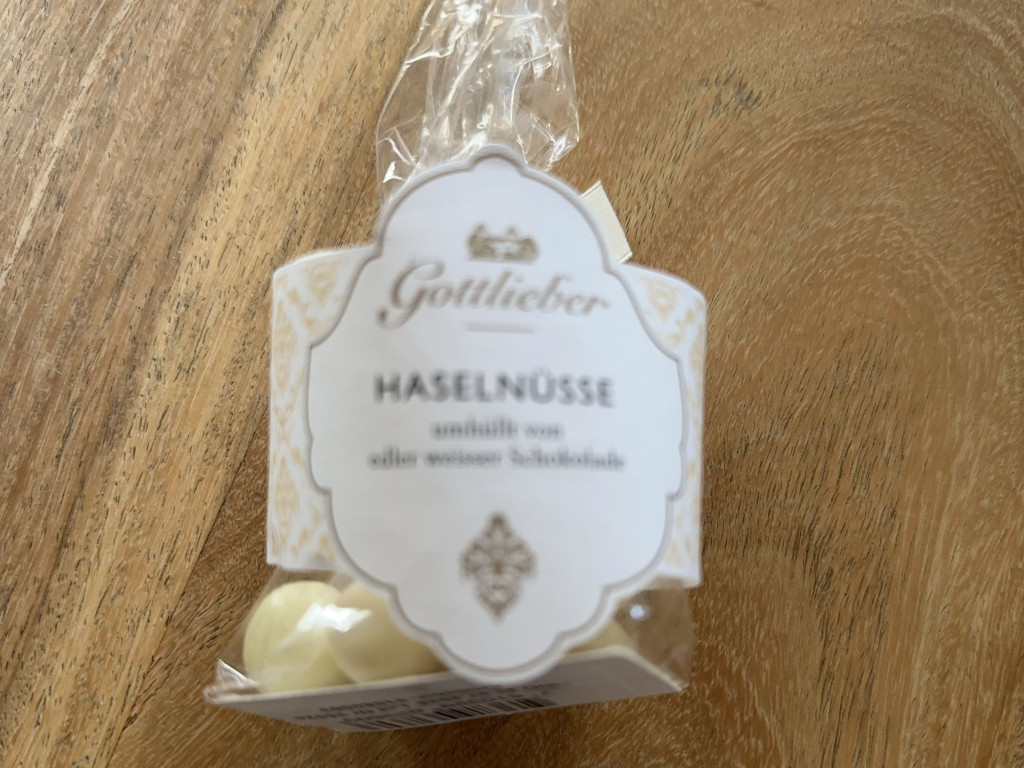 Gottlieber
HASELNÜSSE
umhüllt von
edler weisser Schokolade